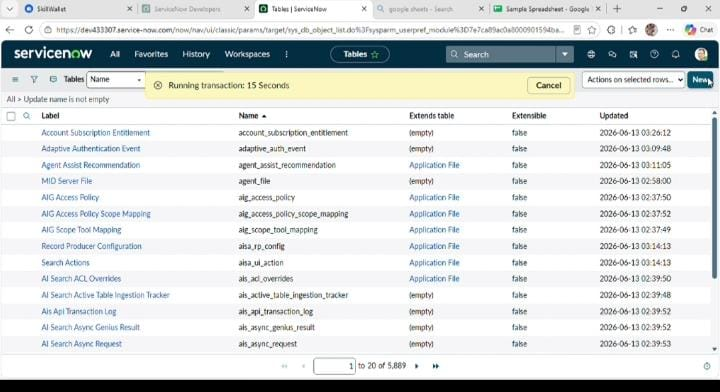 SkillWallet
ServiceNow Developers
Tables | ServiceNow
google sheets - Search
Sample Spreadsheet - Google
https://dev433307.service-now.com/now/nav/ui/classic/params/target/sys_db_object_list.do%3Fsysparm_userpref_module%3D7e7ca89ac0a8000901594ba...
Chat
servicenow All Favorites History Workspaces Tables Search
Tables Name Running transaction: 15 Seconds Cancel Actions on selected rows... New
All > Update name is not empty
Label Name Extends table Extensible Updated
Account Subscription Entitlement account_subscription_entitlement (empty) false 2026-06-13 03:26:12
Adaptive Authentication Event adaptive_auth_event (empty) false 2026-06-13 03:09:48
Agent Assist Recommendation agent_assist_recommendation Application File false 2026-06-13 03:11:05
MID Server File agent_file (empty) false 2026-06-13 02:58:00
AIG Access Policy aig_access_policy Application File false 2026-06-13 02:37:50
AIG Access Policy Scope Mapping aig_access_policy_scope_mapping Application File false 2026-06-13 02:37:52
AIG Scope Tool Mapping aig_scope_tool_mapping Application File false 2026-06-13 02:37:49
Record Producer Configuration aisa_rp_config Application File false 2026-06-13 03:14:13
Search Actions aisa_ui_action Application File false 2026-06-13 03:14:13
AI Search ACL Overrides ais_acl_overrides Application File false 2026-06-13 02:39:50
AI Search Active Table Ingestion Tracker ais_active_table_ingestion_tracker (empty) false 2026-06-13 02:39:48
Ais Api Transaction Log ais_api_transaction_log (empty) false 2026-06-13 02:39:52
AI Search Async Genius Result ais_async_genius_result (empty) false 2026-06-13 02:39:52
AI Search Async Request ais_async_request (empty) false 2026-06-13 02:39:53
1 to 20 of 5,889